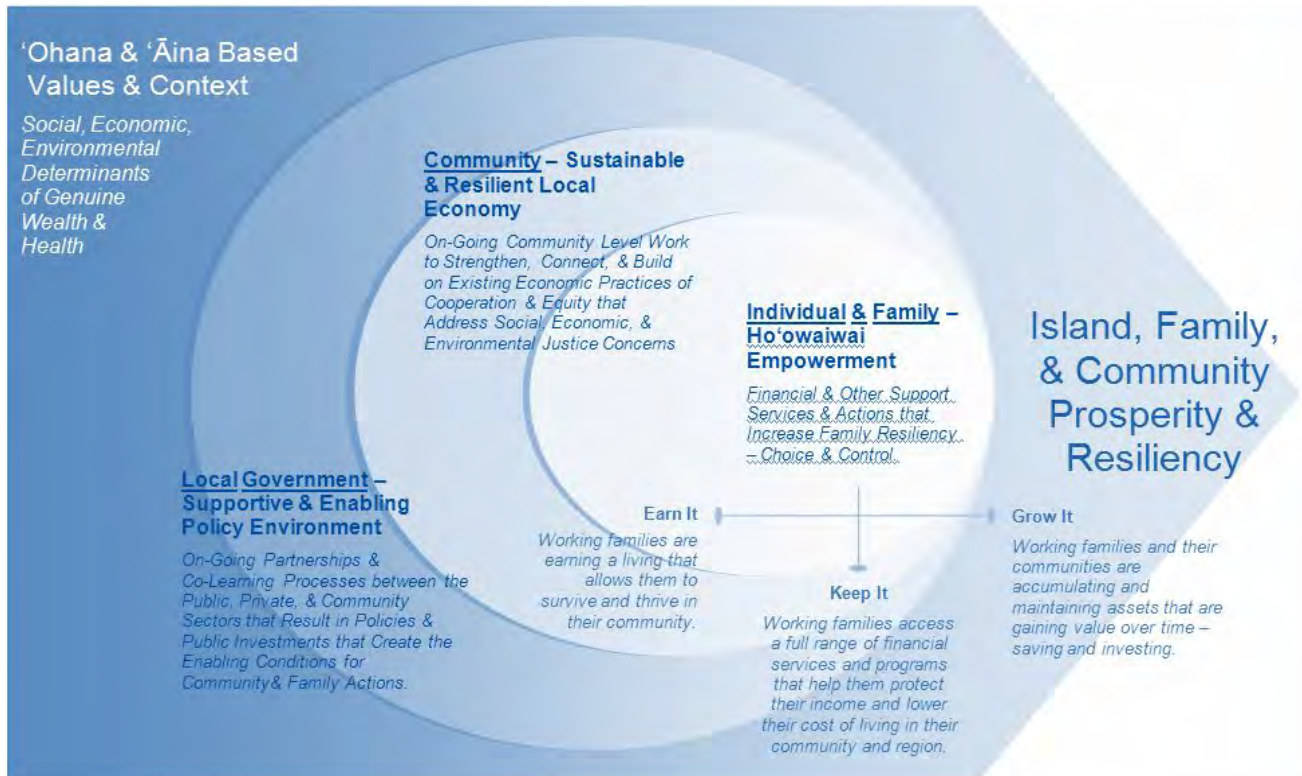 ‘Ohana & ‘Āina Based
Values & Context
Social, Economic,
Environmental
Determinants
of Genuine
Wealth &
Health
Community – Sustainable
& Resilient Local
Economy
On-Going Community Level Work
to Strengthen, Connect, & Build
on Existing Economic Practices of
Cooperation & Equity that
Address Social, Economic, &
Environmental Justice Concerns
Individual & Family –
Ho‘owaiwai
Empowerment
Financial & Other Support
Services & Actions that
Increase Family Resiliency
– Choice & Control.
Island, Family,
& Community
Prosperity &
Resiliency
Local Government –
Supportive & Enabling
Policy Environment
On-Going Partnerships &
Co-Learning Processes between the
Public, Private, & Community
Sectors that Result in Policies &
Public Investments that Create the
Enabling Conditions for
Community& Family Actions.
Earn It
Working families are
earning a living that
allows them to
survive and thrive in
their community.
Keep It
Working families access
a full range of financial
services and programs
that help them protect
their income and lower
their cost of living in their
community and region.
Grow It
Working families and their
communities are
accumulating and
maintaining assets that are
gaining value over time –
saving and investing.